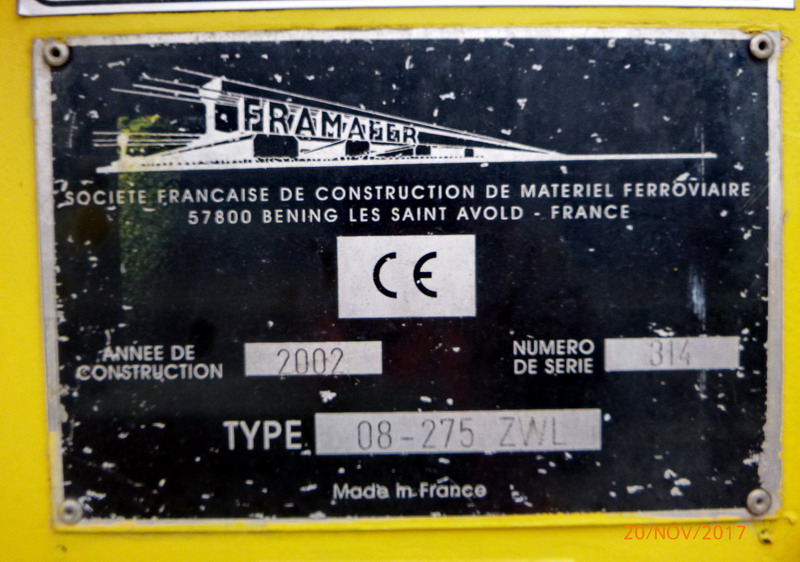 FRAMAFER
SOCIETE FRANCAISE DE CONSTRUCTION DE MATERIEL FERROVIAIRE
57800 BENING LES SAINT AVOLD - FRANCE
CE
ANNEE DE CONSTRUCTION 2002
NUMERO DE SERIE 314
TYPE 08-275 ZWL
Made in France
20/NOV/2017